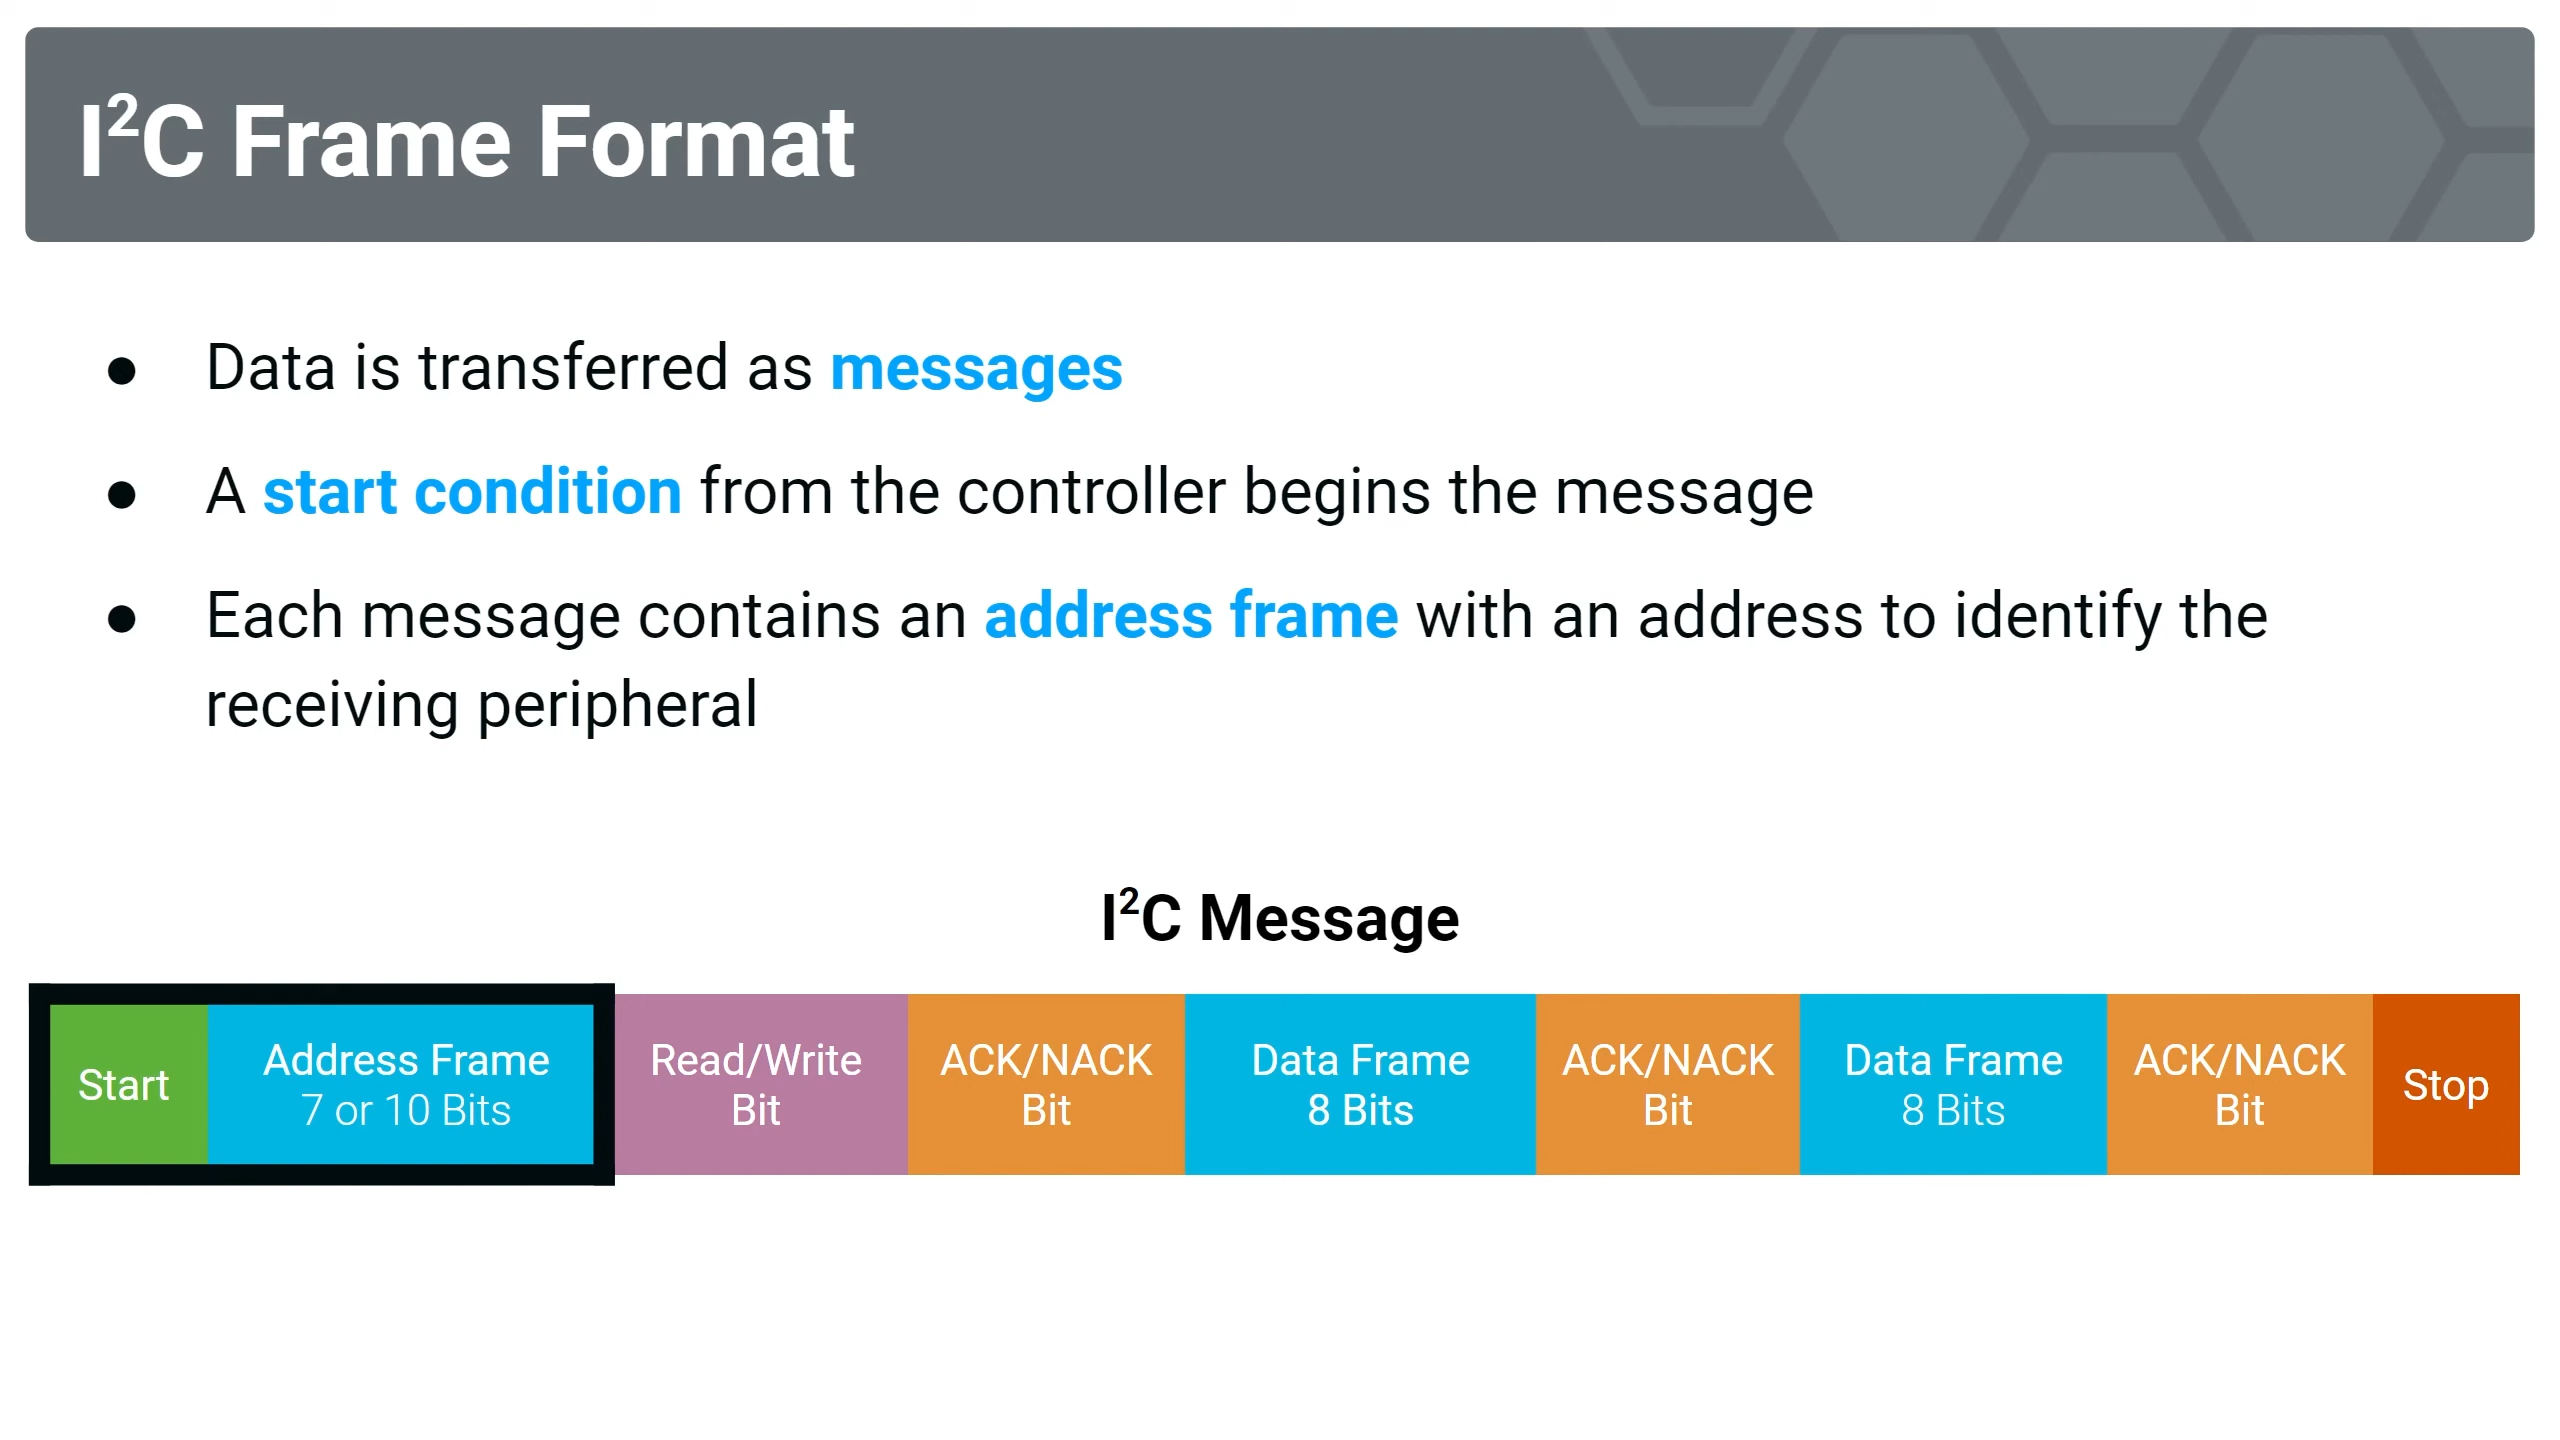 I²C Frame Format
● Data is transferred as messages
● A start condition from the controller begins the message
● Each message contains an address frame with an address to identify the
receiving peripheral
I²C Message
Start
Address Frame
7 or 10 Bits
Read/Write
Bit
ACK/NACK
Bit
Data Frame
8 Bits
ACK/NACK
Bit
Data Frame
8 Bits
ACK/NACK
Bit
Stop